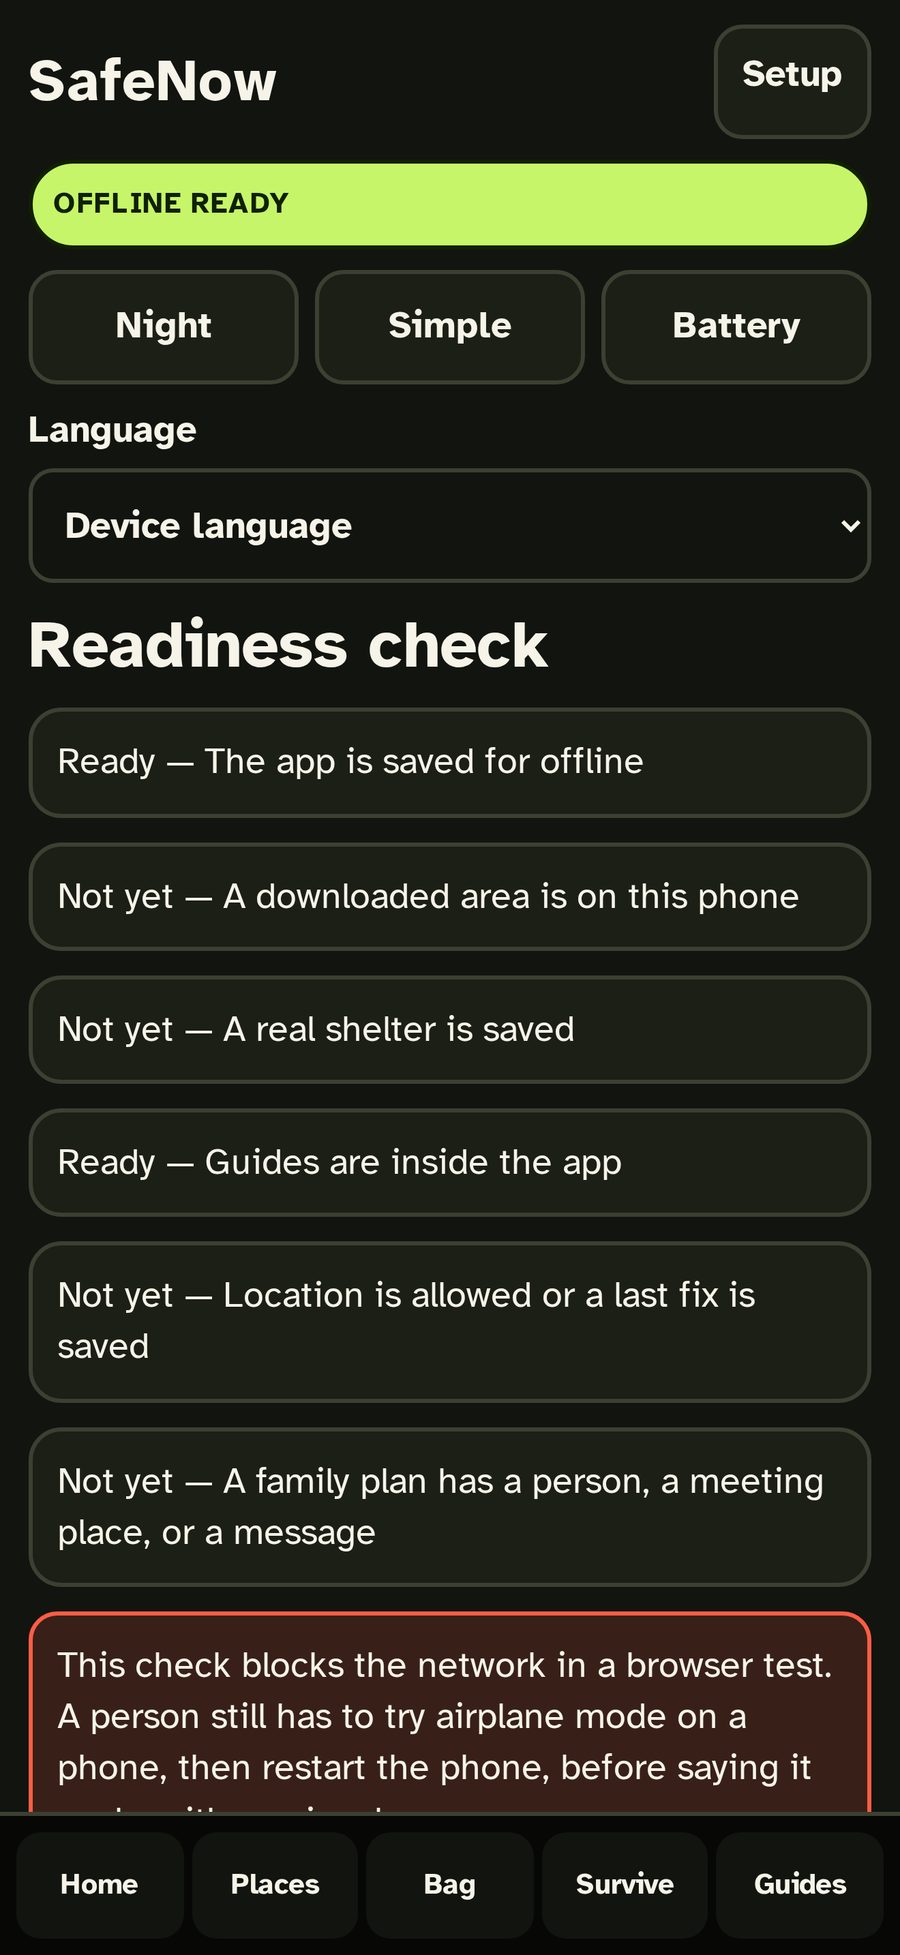 SafeNow
Setup
OFFLINE READY
Night
Simple
Battery
Language
Device language
Readiness check
Ready — The app is saved for offline
Not yet — A downloaded area is on this phone
Not yet — A real shelter is saved
Ready — Guides are inside the app
Not yet — Location is allowed or a last fix is
saved
Not yet — A family plan has a person, a meeting
place, or a message
This check blocks the network in a browser test.
A person still has to try airplane mode on a
phone, then restart the phone, before saying it
Home
Places
Bag
Survive
Guides